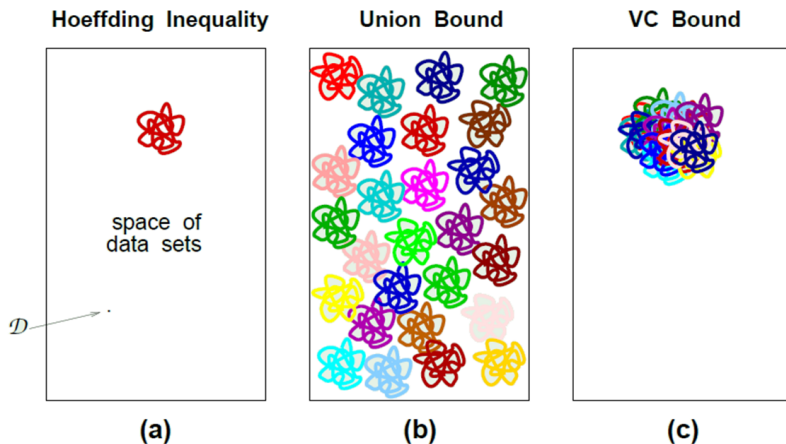 Hoeffding Inequality
Union Bound
VC Bound
space of
data sets
𝒟
(a)
(b)
(c)